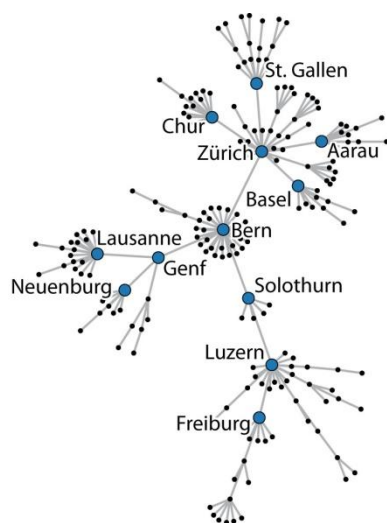 St. Gallen
Chur
Zürich
Aarau
Basel
Bern
Lausanne
Genf
Neuenburg
Solothurn
Luzern
Freiburg